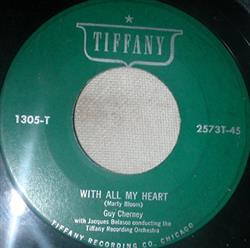 TIFFANY
1305-T
2573T-45
WITH ALL MY HEART
(Marty Bloom)
Guy Cherney
with Jacques Belasco conducting the
Tiffany Recording Orchestra
TIFFANY RECORDING CO., CHICAGO